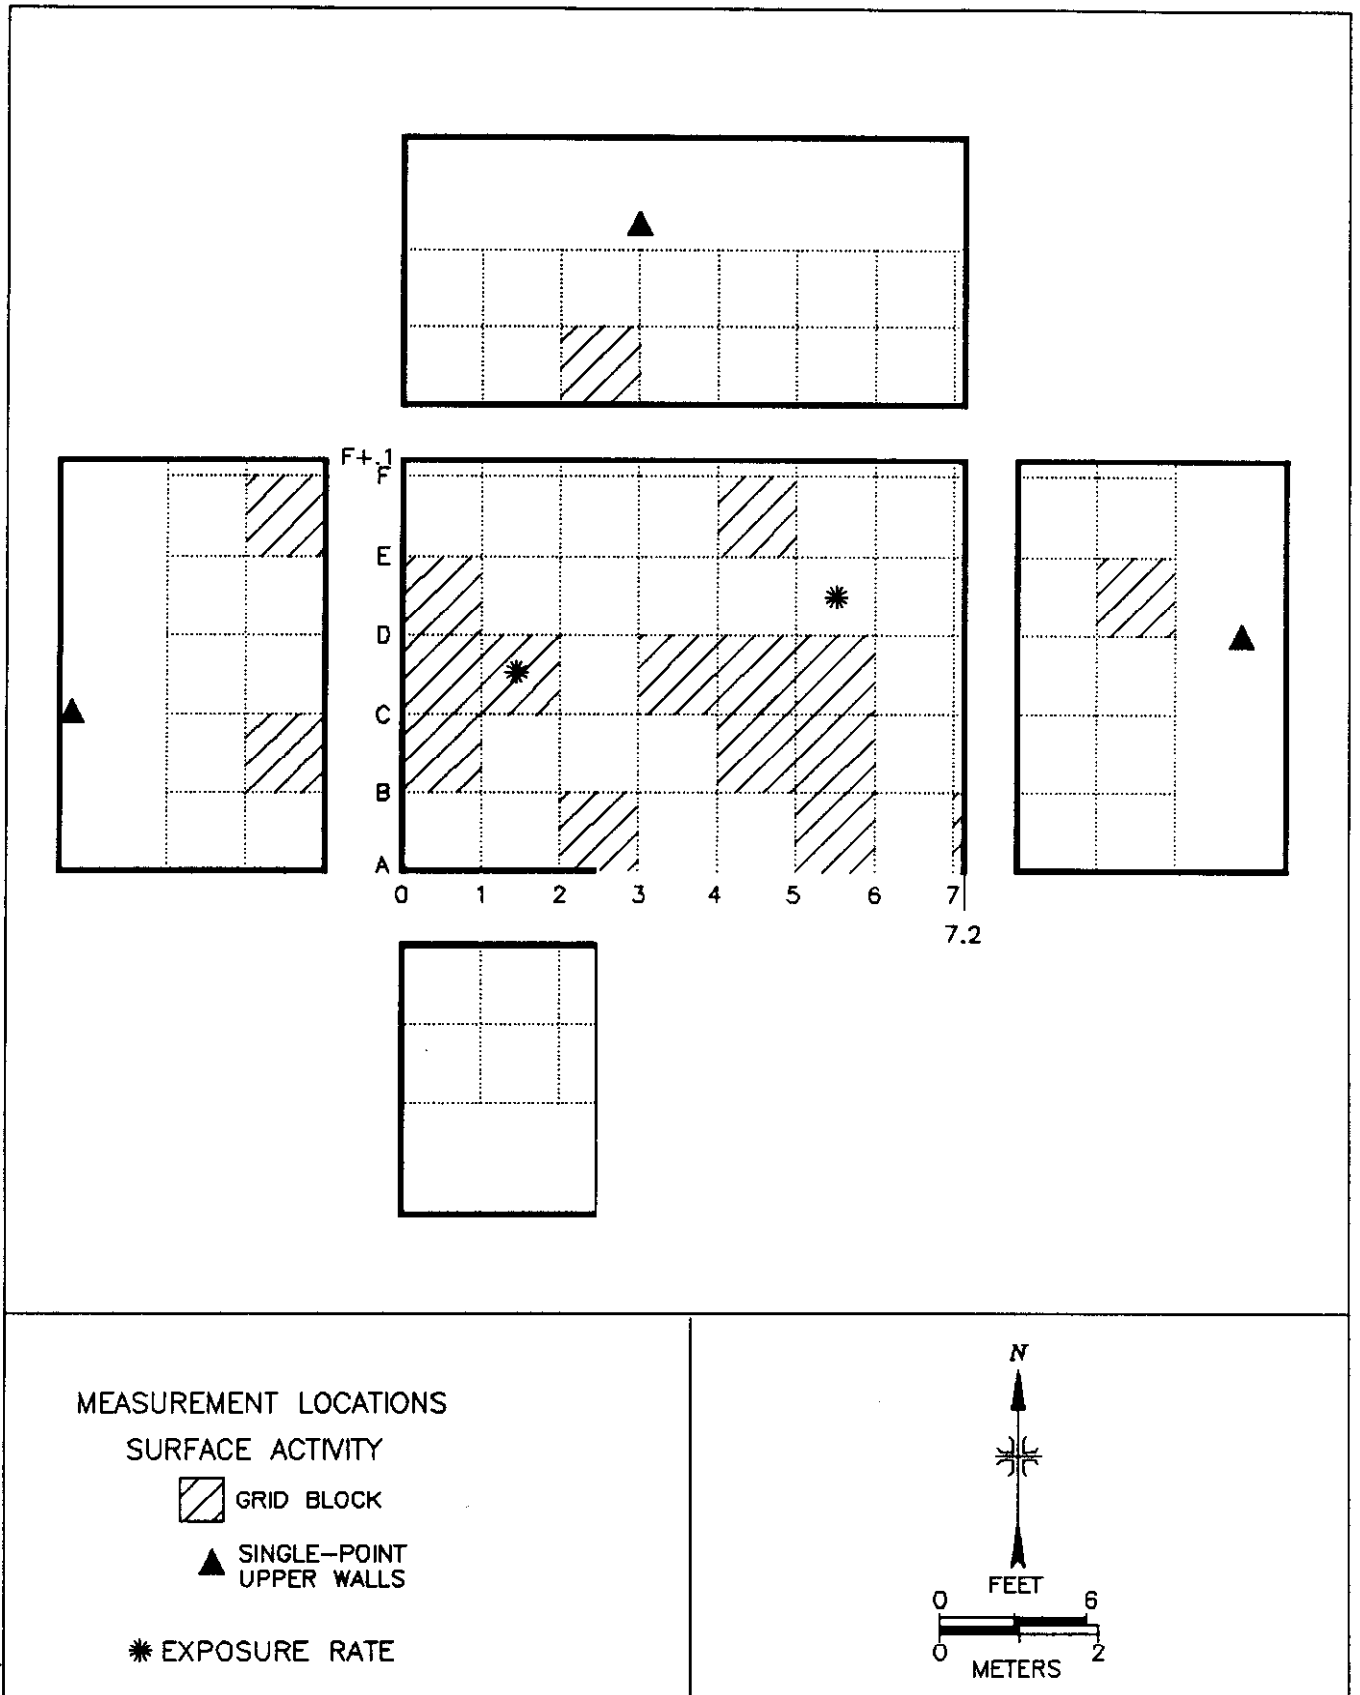 F+.1
F
E
D
C
B
A
0 1 2 3 4 5 6 7
7.2
MEASUREMENT LOCATIONS
SURFACE ACTIVITY
GRID BLOCK
SINGLE-POINT
UPPER WALLS
EXPOSURE RATE
N
FEET
0 6
0 2
METERS